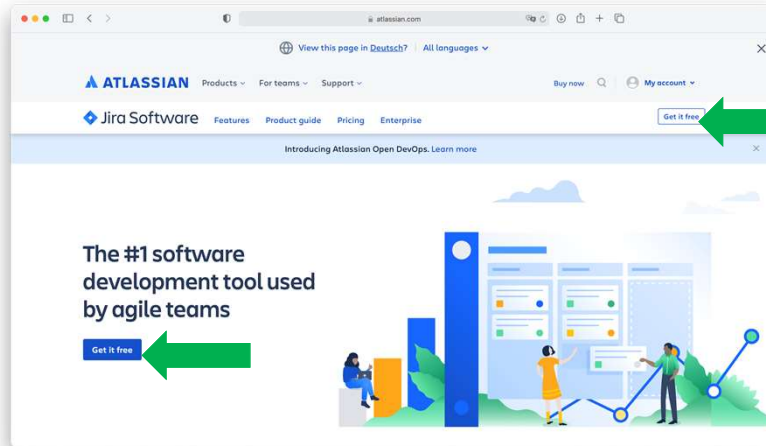 atlassian.com
View this page in Deutsch? All languages
ATLASSIAN Products For teams Support Buy now My account
Jira Software Features Product guide Pricing Enterprise Get it free
Introducing Atlassian Open DevOps. Learn more
The #1 software
development tool used
by agile teams
Get it free